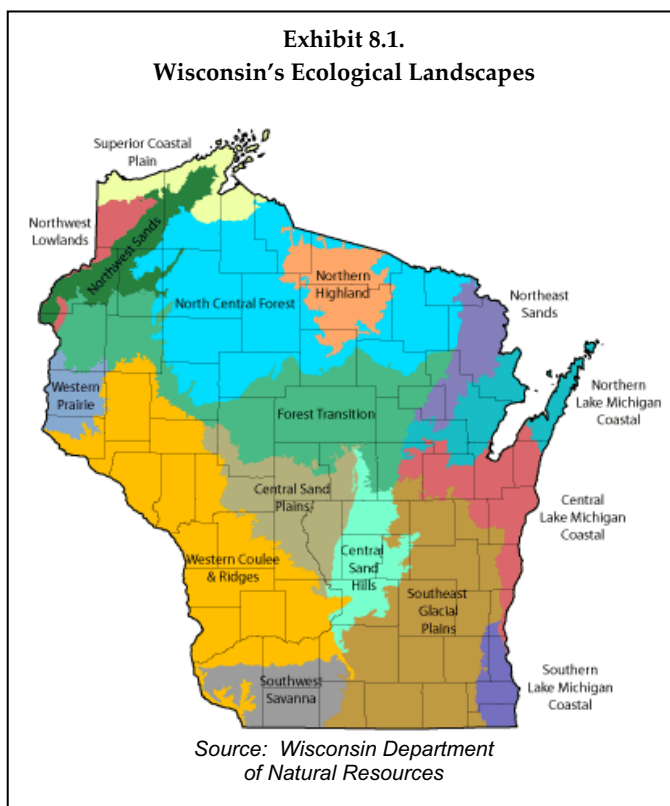 Exhibit 8.1.
Wisconsin's Ecological Landscapes
Superior Coastal
Plain
Northwest
Lowlands
Northwest Sands
North Central Forest
Northern
Highland
Northeast
Sands
Western
Prairie
Forest Transition
Northern
Lake Michigan
Coastal
Central Sand
Plains
Central
Lake Michigan
Coastal
Western Coulee
& Ridges
Central
Sand
Hills
Southeast
Glacial
Plains
Southwest
Savanna
Southern
Lake Michigan
Coastal
Source: Wisconsin Department
of Natural Resources